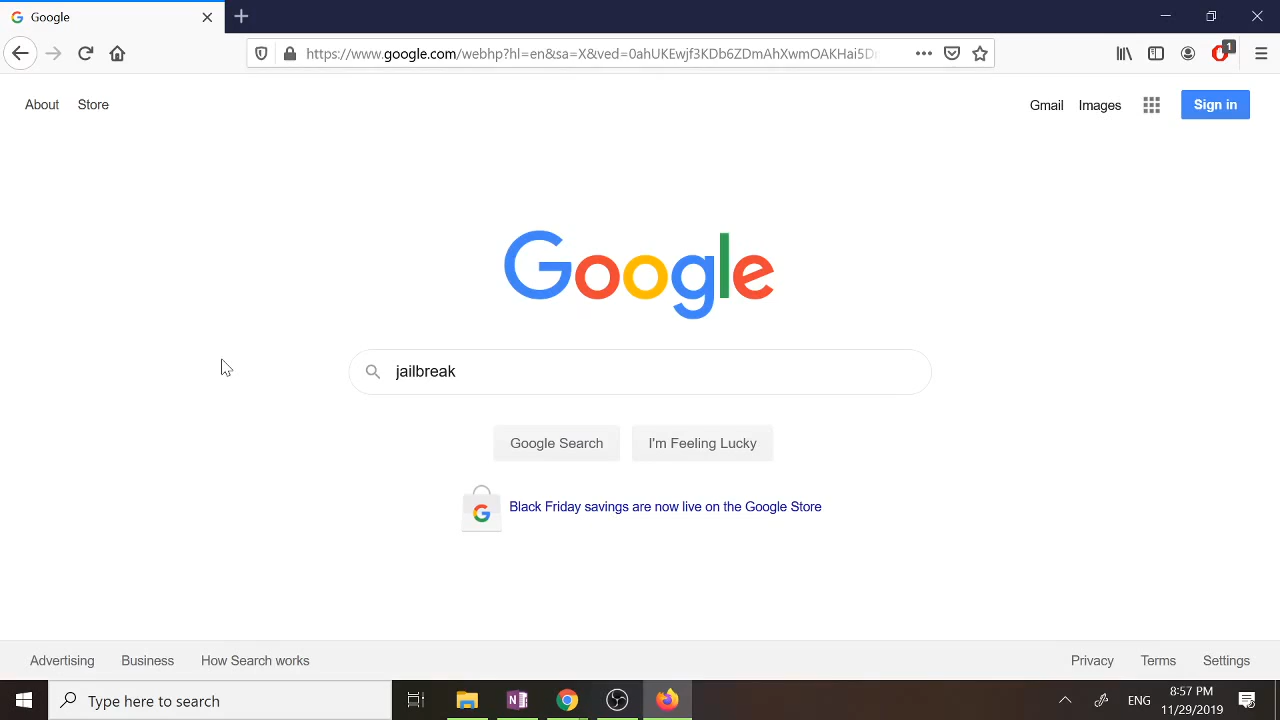 Google
https://www.google.com/webhp?hl=en&sa=X&ved=0ahUKEwjf3KDb6ZDmAhXwmOAKHai5D
1
About Store
Gmail Images Sign in
Google
jailbreak
Google Search I'm Feeling Lucky
G Black Friday savings are now live on the Google Store
Advertising Business How Search works
Privacy Terms Settings
Type here to search
N
ENG
8:57 PM
11/29/2019